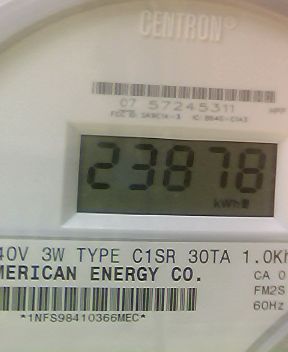 CENTRON®
07 57245311
23878
kWh
40V 3W TYPE C1SR 30TA 1.0Kh
MERICAN ENERGY CO.
CA 0
FM2S
60Hz
*1NFS98410366MEC*